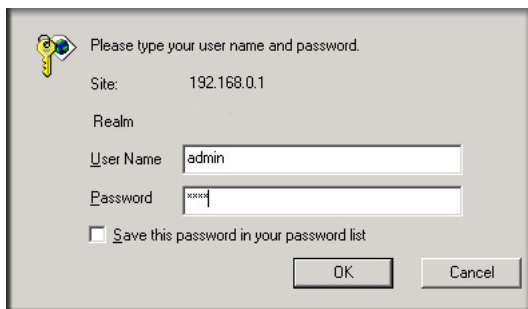 Please type your user name and password.
Site: 192.168.0.1
Realm
User Name admin
Password xxxx
Save this password in your password list
OK Cancel